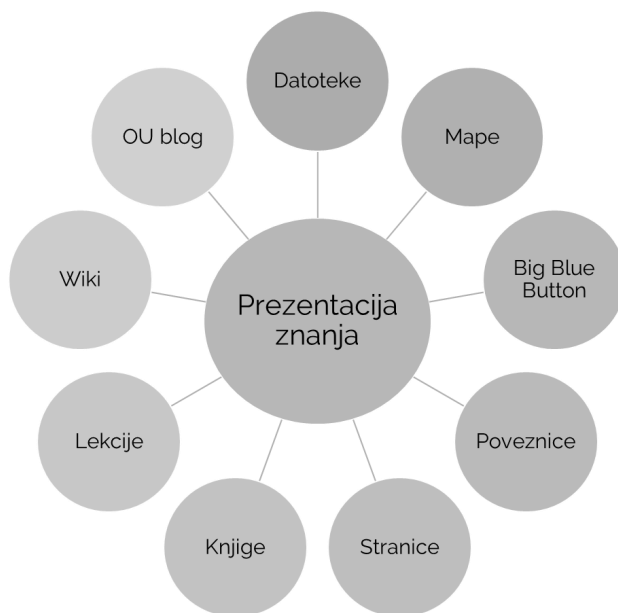 Datoteke
OU blog
Mape
Wiki
Prezentacija
znanja
Big Blue
Button
Lekcije
Poveznice
Knjige
Stranice